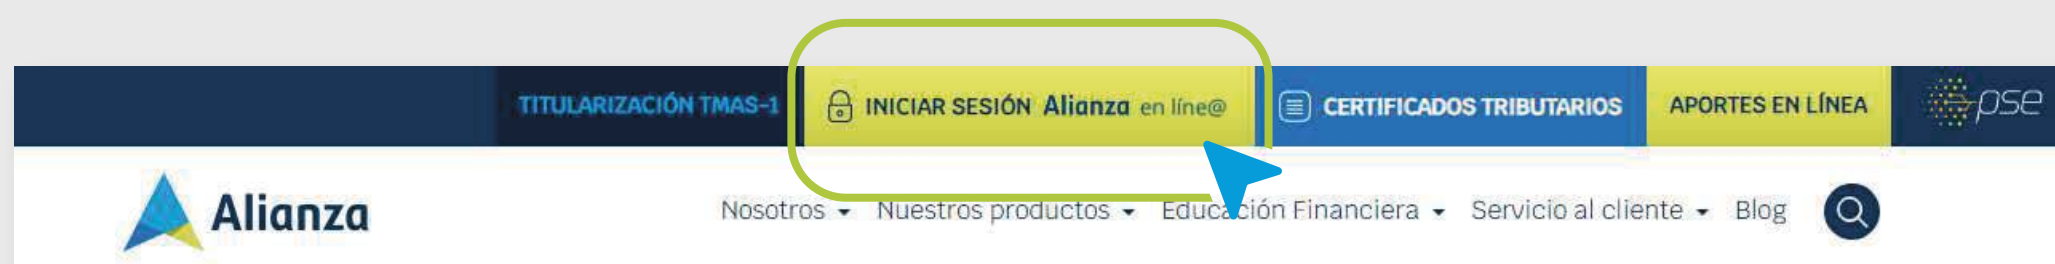 TITULARIZACIÓN TMAS-1 INICIAR SESIÓN Alianza en líne@ CERTIFICADOS TRIBUTARIOS APORTES EN LÍNEA pse
Alianza Nosotros Nuestros productos Educación Financiera Servicio al cliente Blog